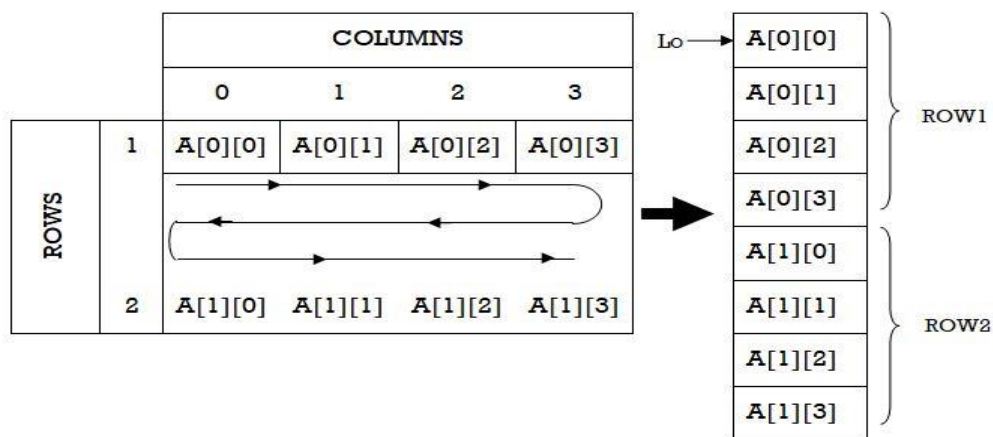 COLUMNS
0 1 2 3
ROWS
1 A[0][0] A[0][1] A[0][2] A[0][3]
2 A[1][0] A[1][1] A[1][2] A[1][3]
Lo
A[0][0]
A[0][1]
A[0][2]
A[0][3]
A[1][0]
A[1][1]
A[1][2]
A[1][3]
ROW1
ROW2